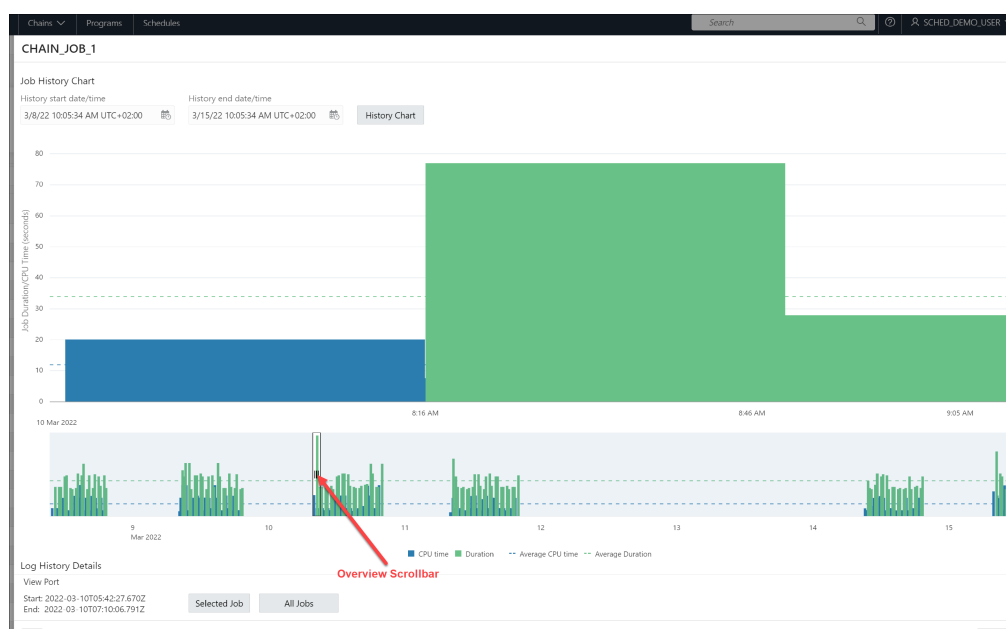 Chains Programs Schedules Search SCHED_DEMO_USER
CHAIN_JOB_1
Job History Chart
History start date/time History end date/time
3/8/22 10:05:34 AM UTC+02:00 3/15/22 10:05:34 AM UTC+02:00 History Chart
Job Duration/CPU Time (seconds)
80
70
60
50
40
30
20
10
0
8:16 AM 8:46 AM 9:05 AM
10 Mar 2022
9 10 11 12 13 14 15
Mar 2022
CPU time Duration Average CPU time Average Duration
Overview Scrollbar
Log History Details
View Port
Start: 2022-03-10T05:42:27.670Z
End: 2022-03-10T07:10:06.791Z
Selected Job All Jobs